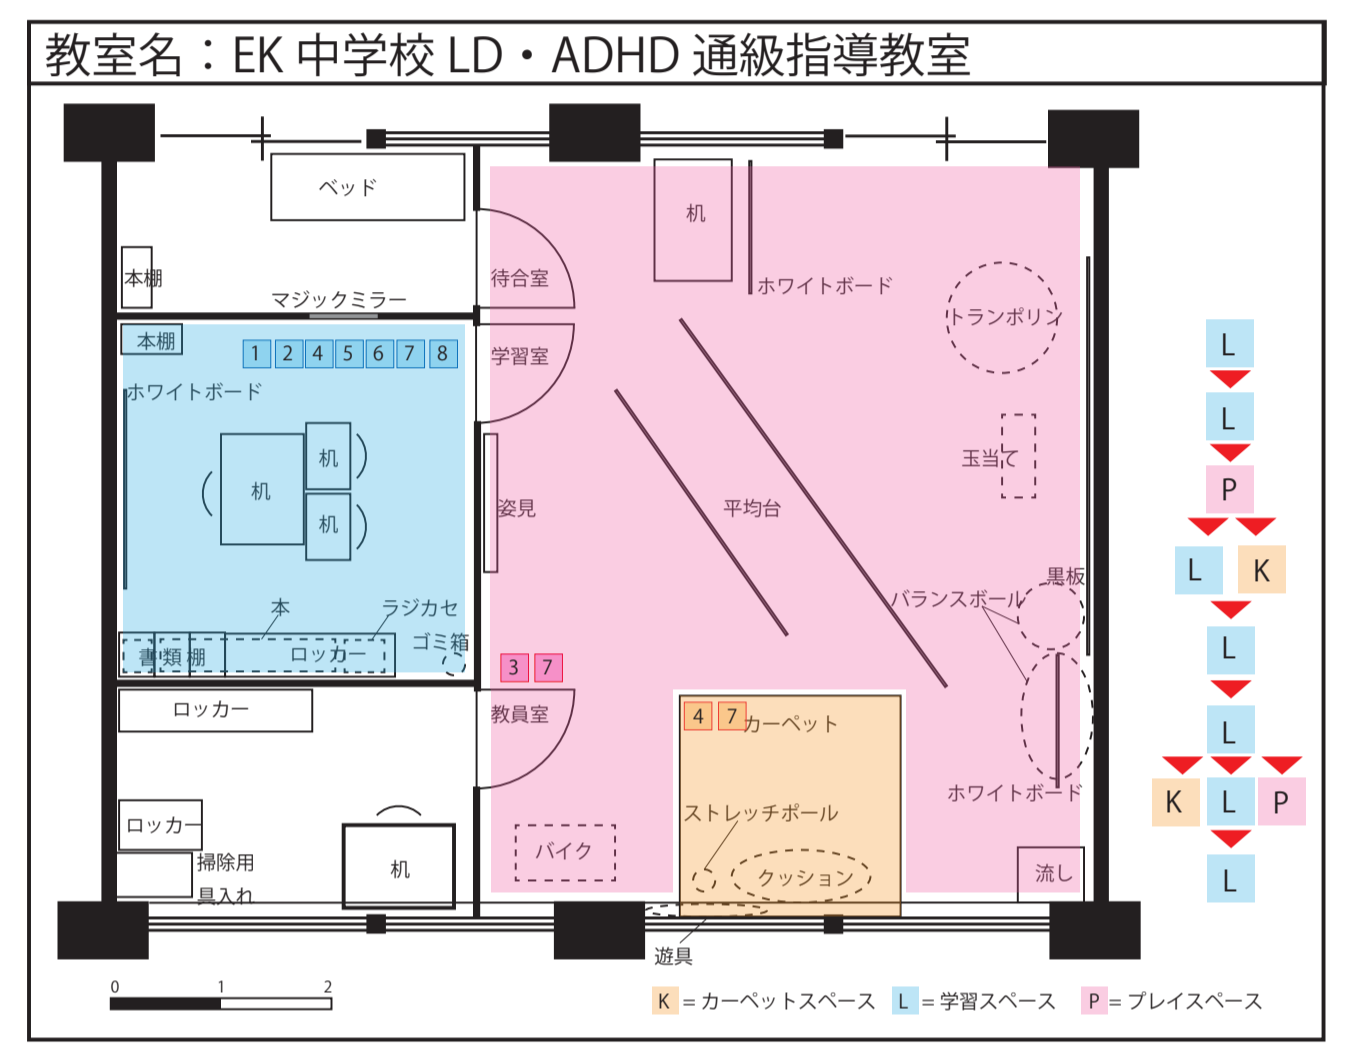 教室名：EK 中学校 LD・ADHD 通級指導教室
ベッド
机
本棚
待合室
ホワイトボード
マジックミラー
トランポリン
本棚
1 2 4 5 6 7 8
学習室
ホワイトボード
机
机
机
玉当て
姿見
平均台
黒板
バランスボール
本
ラジカセ
ゴミ箱
書類棚
ロッカー
3 7
ロッカー
教員室
4 7
カーペット
ホワイトボード
ストレッチポール
ロッカー
バイク
クッション
掃除用
具入れ
机
流し
遊具
0 1 2
K = カーペットスペース L = 学習スペース P = プレイスペース
L
L
P
L K
L
L
K L P
L